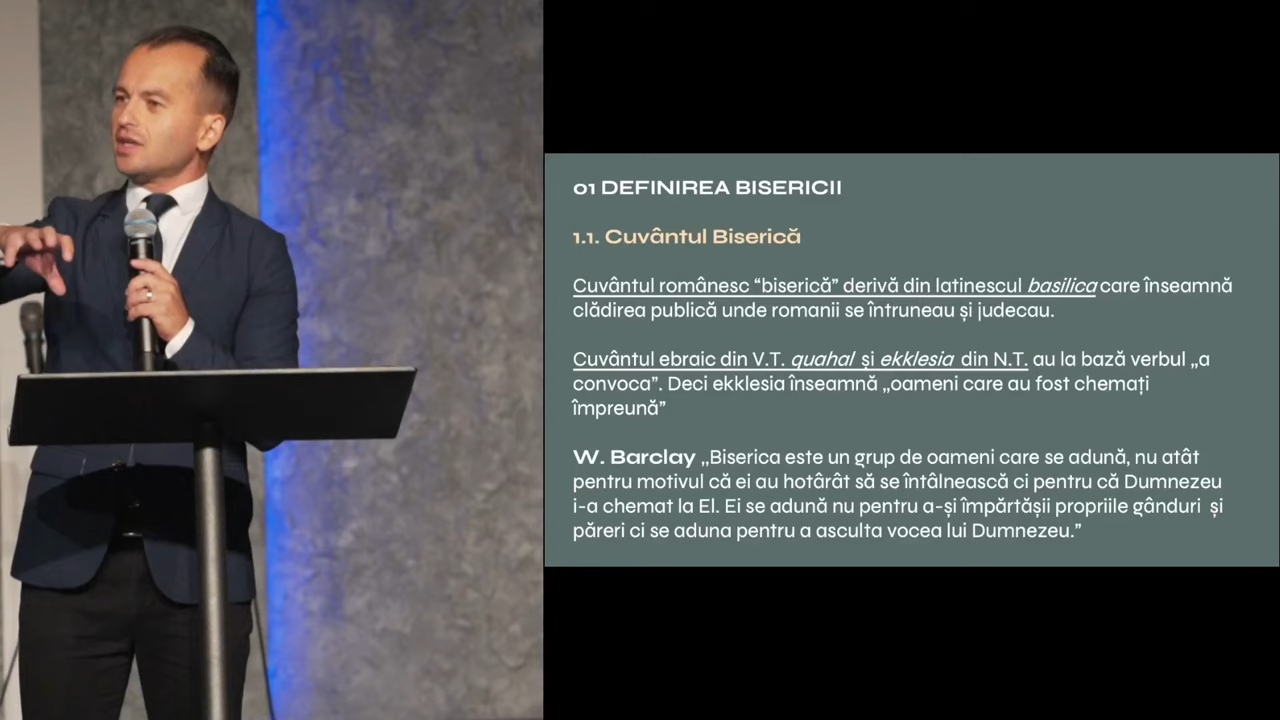 01 DEFINIREA BISERICII
1.1. Cuvântul Biserică
Cuvântul românesc “biserică” derivă din latinescul basilica care înseamnă
clădirea publică unde romanii se întruneau și judecau.
Cuvântul ebraic din V.T. quahal și ekklesia din N.T. au la bază verbul „a
convoca”. Deci ekklesia înseamnă „oameni care au fost chemați
împreună”
W. Barclay „Biserica este un grup de oameni care se adună, nu atât
pentru motivul că ei au hotârât să se întâlnească ci pentru că Dumnezeu
i-a chemat la El. Ei se adună nu pentru a-și împărtășii propriile gânduri și
păreri ci se aduna pentru a asculta vocea lui Dumnezeu.”